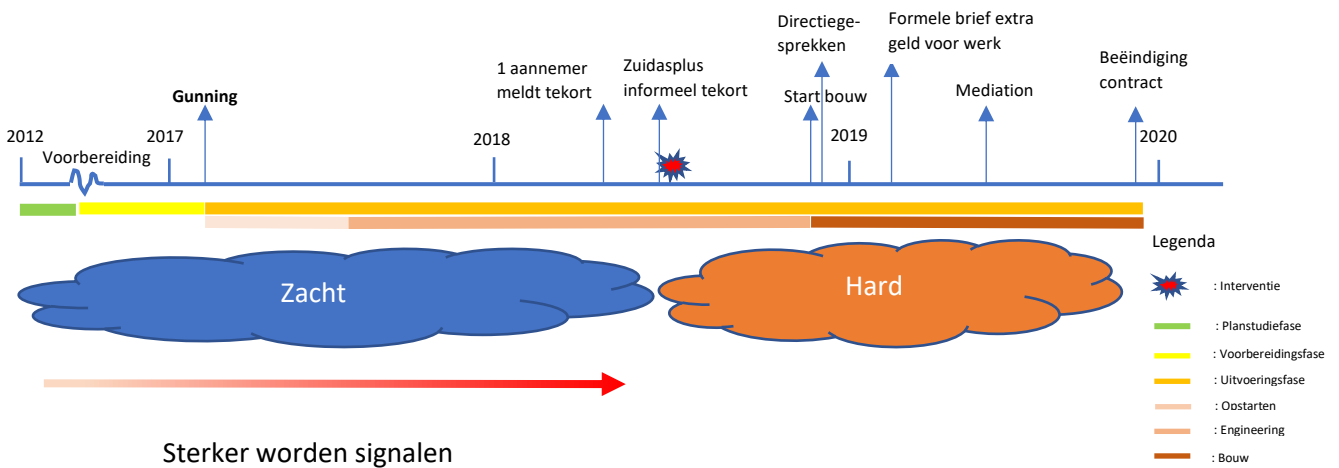 Directiege-
sprekken
Formele brief extra
geld voor werk
1 aannemer
meldt tekort
Zuidasplus
informeel tekort
Beëindiging
contract
Gunning
Start bouw
Mediation
2012
Voorbereiding
2017
2018
2019
2020
Zacht
Hard
Legenda
: Interventie
: Planstudiefase
: Voorbereidingsfase
: Uitvoeringsfase
: Opstarten
: Engineering
: Bouw
Sterker worden signalen